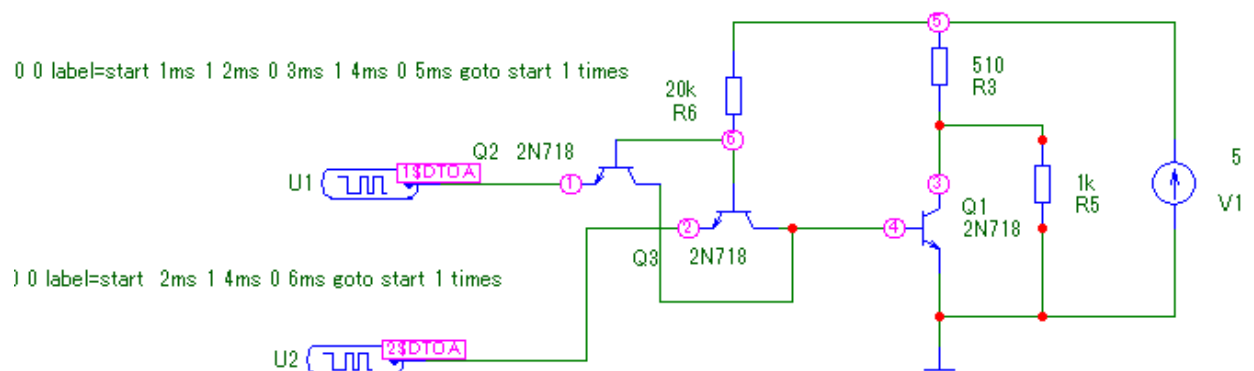 5
0 0 label=start 1ms 1 2ms 0 3ms 1 4ms 0 5ms goto start 1 times
510
R3
20k
R6
6
Q2 2N718
1$DTOA
U1
1
3
5
V1
1k
R5
Q1
2N718
2
4
Q3
2N718
0 label=start 2ms 1 4ms 0 6ms goto start 1 times
2$DTOA
U2